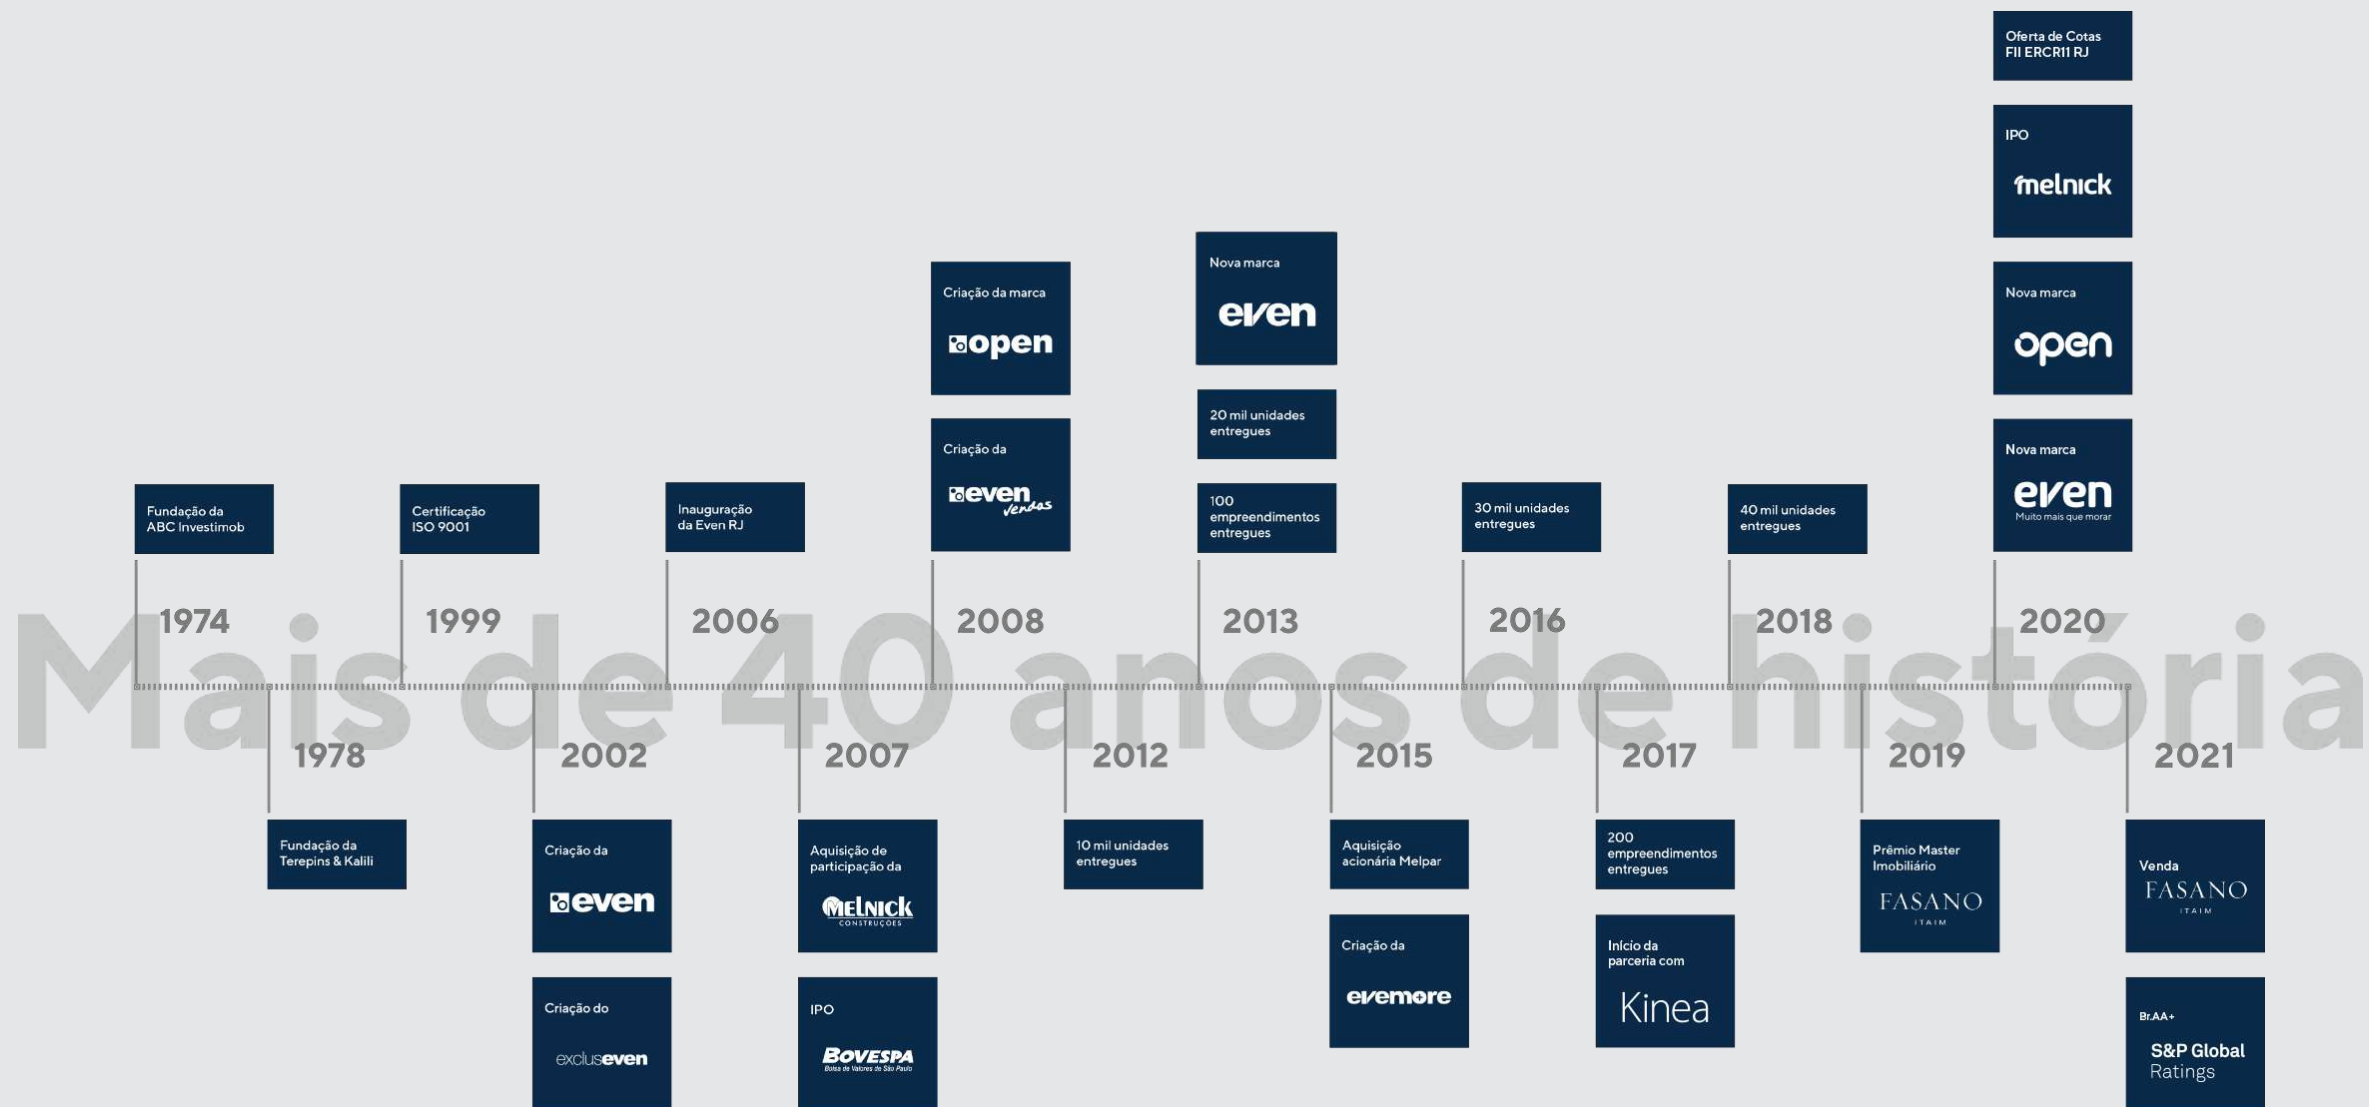 Mais de 40 anos de história
1974
Fundação da
ABC Investimob
1978
Fundação da
Terepins & Kalili
1999
Certificação
ISO 9001
2002
Criação da
even
Criação do
excluseven
2006
Inauguração
da Even RJ
2007
Aquisição de
participação da
MELNICK
CONSTRUÇÕES
IPO
BOVESPA
Bolsa de Valores de São Paulo
2008
Criação da marca
open
Criação da
even
vendas
2012
10 mil unidades
entregues
2013
Nova marca
even
20 mil unidades
entregues
100
empreendimentos
entregues
2015
Aquisição
acionária Melpar
Criação da
evemore
2016
30 mil unidades
entregues
2017
200
empreendimentos
entregues
Início da
parceria com
Kinea
2018
40 mil unidades
entregues
2019
Prêmio Master
Imobiliário
FASANO
ITAIM
2020
Oferta de Cotas
FII ERCR11 RJ
IPO
melnick
Nova marca
open
Nova marca
even
Muito mais que morar
2021
Venda
FASANO
ITAIM
Br.AA+
S&P Global
Ratings